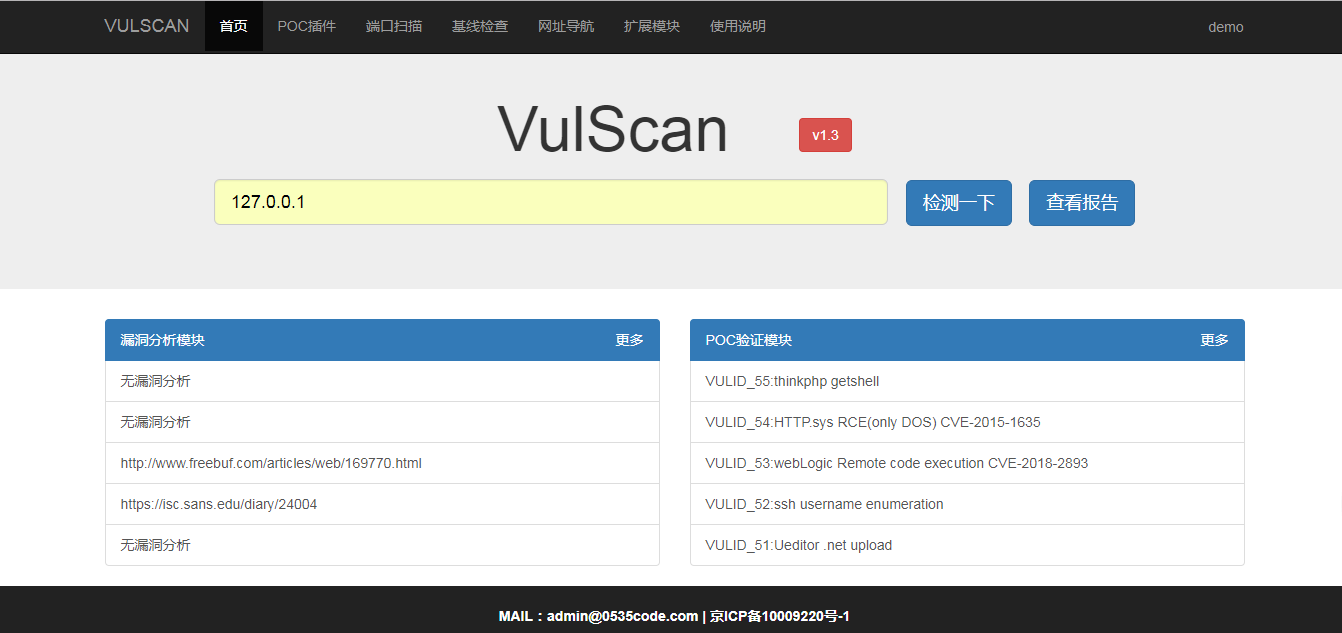 VULSCAN 首页 POC插件 端口扫描 基线检查 网址导航 扩展模块 使用说明 demo
VulScan v1.3
127.0.0.1 检测一下 查看报告
漏洞分析模块 更多
无漏洞分析
无漏洞分析
http://www.freebuf.com/articles/web/169770.html
https://isc.sans.edu/diary/24004
无漏洞分析
POC验证模块 更多
VULID_55:thinkphp getshell
VULID_54:HTTP.sys RCE(only DOS) CVE-2015-1635
VULID_53:webLogic Remote code execution CVE-2018-2893
VULID_52:ssh username enumeration
VULID_51:Ueditor .net upload
MAIL：admin@0535code.com | 京ICP备10009220号-1